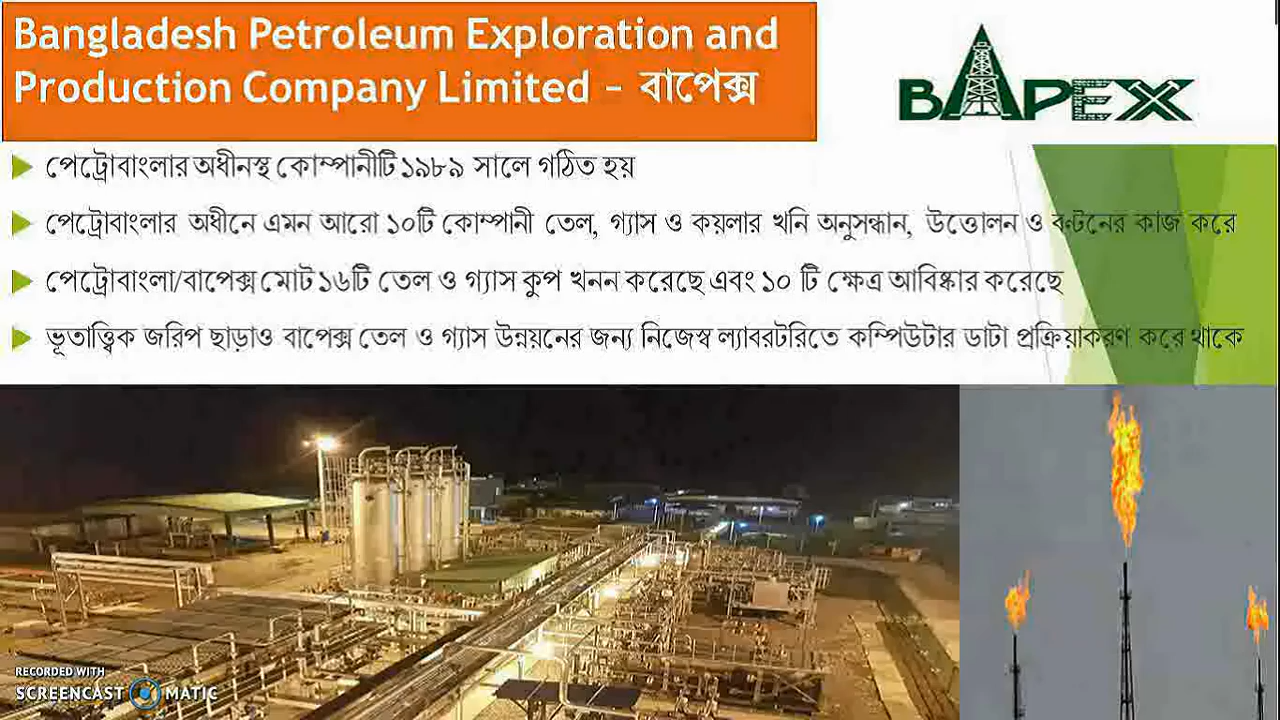 Bangladesh Petroleum Exploration and
Production Company Limited – বাপেক্স
BAPEX
পেট্রোবাংলার অধীনস্থ কোম্পানীটি ১৯৮৯ সালে গঠিত হয়
পেট্রোবাংলার অধীনে এমন আরো ১০টি কোম্পানী তেল, গ্যাস ও কয়লার খনি অনুসন্ধান, উত্তোলন ও বণ্টনের কাজ করে
পেট্রোবাংলা/বাপেক্স মোট ১৬টি তেল ও গ্যাস কুপ খনন করেছে এবং ১০ টি ক্ষেত্র আবিষ্কার করেছে
ভূতাত্ত্বিক জরিপ ছাড়াও বাপেক্স তেল ও গ্যাস উন্নয়নের জন্য নিজেস্ব ল্যাবরটরিতে কম্পিউটার ডাটা প্রক্রিয়াকরণ করে থাকে
RECORDED WITH
SCREENCAST MATIC